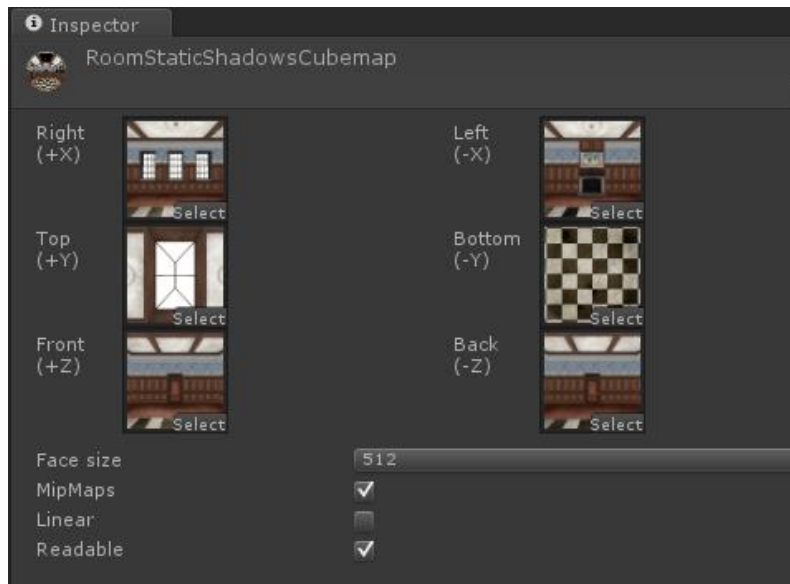 Inspector
RoomStaticShadowsCubemap
Right
(+X)
Select
Left
(-X)
Select
Top
(+Y)
Select
Bottom
(-Y)
Select
Front
(+Z)
Select
Back
(-Z)
Select
Face size 512
MipMaps
Linear
Readable